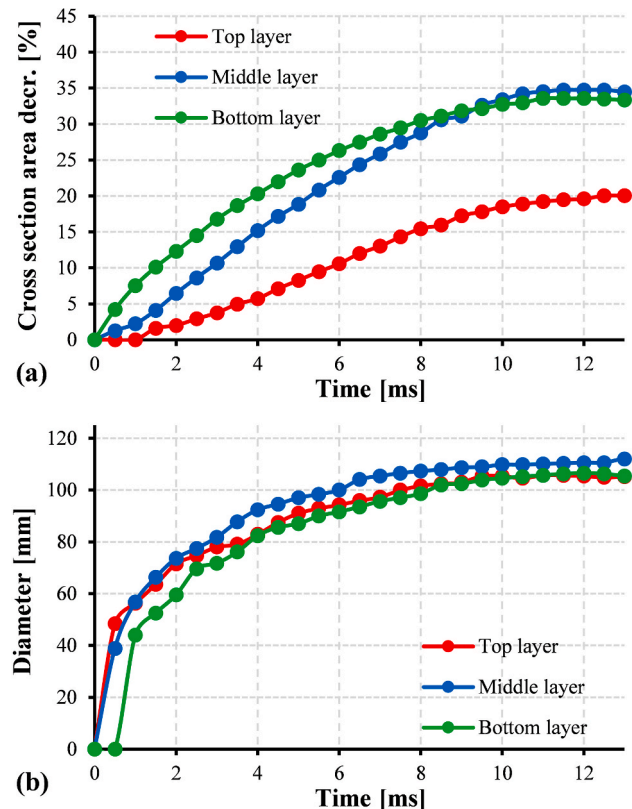 Cross section area decr. [%]
45
40
35
30
25
20
15
10
5
0
Top layer
Middle layer
Bottom layer
0 2 4 6 8 10 12
(a)
Time [ms]
Diameter [mm]
120
100
80
60
40
20
0
Top layer
Middle layer
Bottom layer
0 2 4 6 8 10 12
(b)
Time [ms]